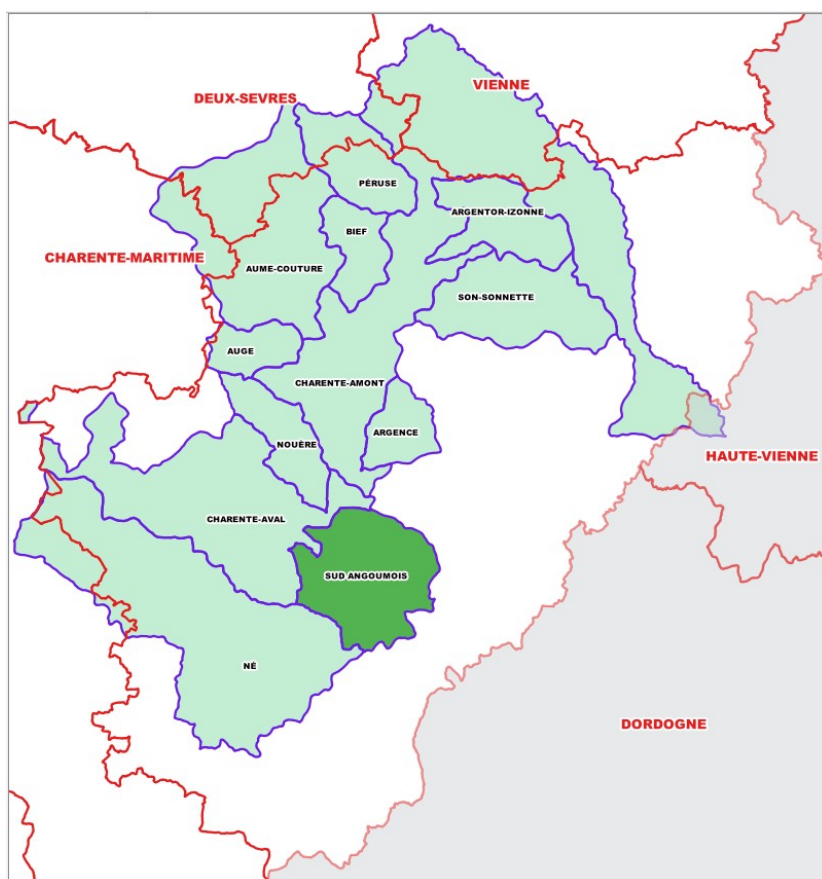 VIENNE
DEUX-SEVRES
PÉRUSE
ARGENTOR-IZONNE
BIEF
CHARENTE-MARITIME
AUME-COUTURE
SON-SONNETTE
AUGE
CHARENTE-AMONT
ARGENCE
NOUÈRE
HAUTE-VIENNE
CHARENTE-AVAL
SUD ANGOUMOIS
NÉ
DORDOGNE